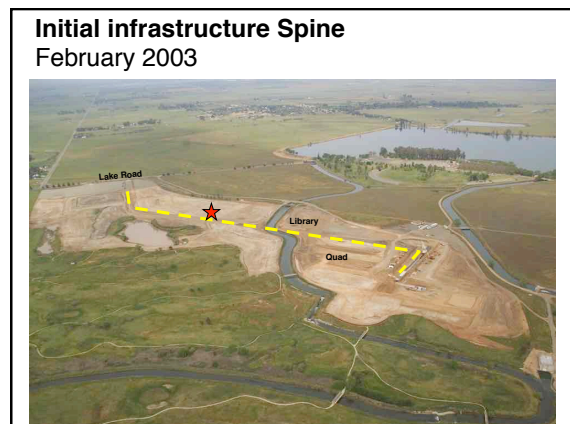 Initial infrastructure Spine
February 2003
Lake Road
Library
Quad